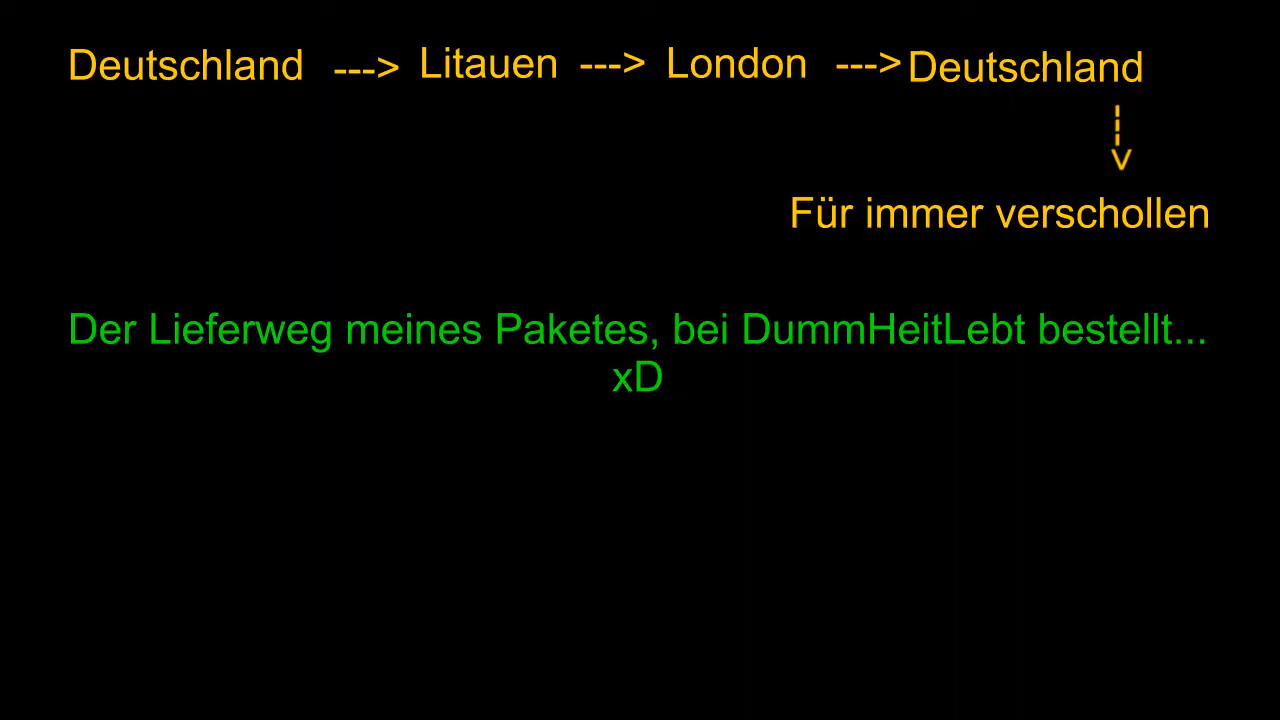 Deutschland ---> Litauen ---> London ---> Deutschland
--->
Für immer verschollen
Der Lieferweg meines Paketes, bei DummHeitLebt bestellt...
xD